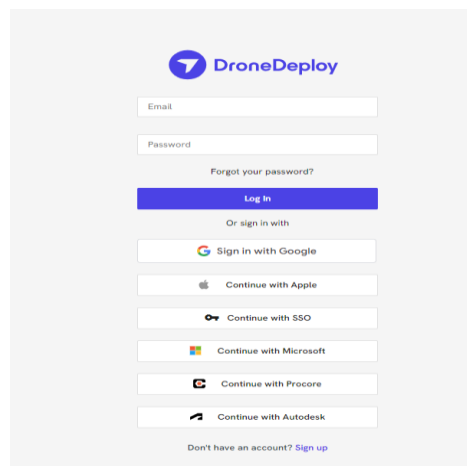 DroneDeploy
Email
Password
Forgot your password?
Log In
Or sign in with
Sign in with Google
Continue with Apple
Continue with SSO
Continue with Microsoft
Continue with Procore
Continue with Autodesk
Don't have an account? Sign up